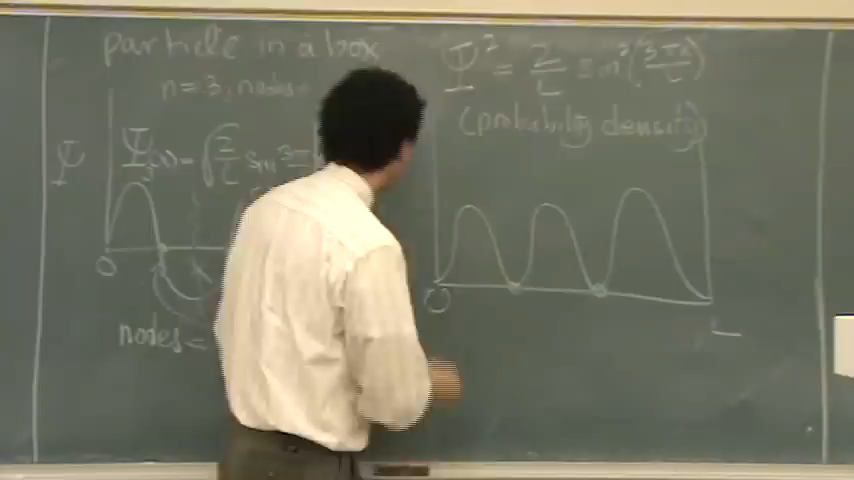 particle in a box
n=3, nodes=
Ψ
Ψ₃(x) = √2/L sin 3π
0
nodes =
Ψ² = 2/L sin²(3πx/L)
(probability density)
0
L